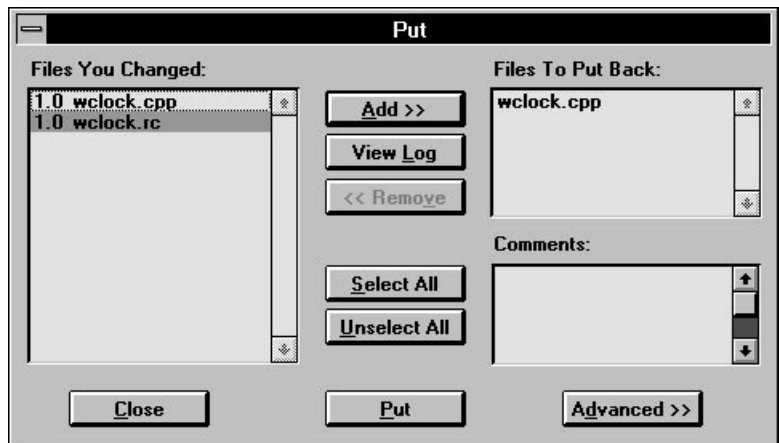 Put
Files You Changed:
1.0 wclock.cpp
1.0 wclock.rc
Add >>
View Log
<< Remove
Select All
Unselect All
Files To Put Back:
wclock.cpp
Comments:
Close
Put
Advanced >>